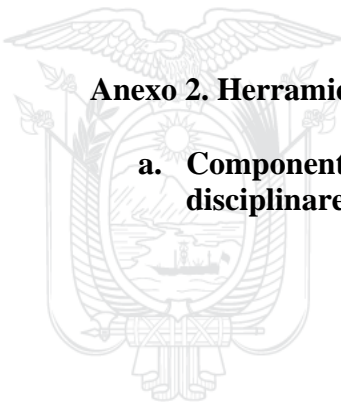 Anexo 2. Herramie
a. Component
disciplinare